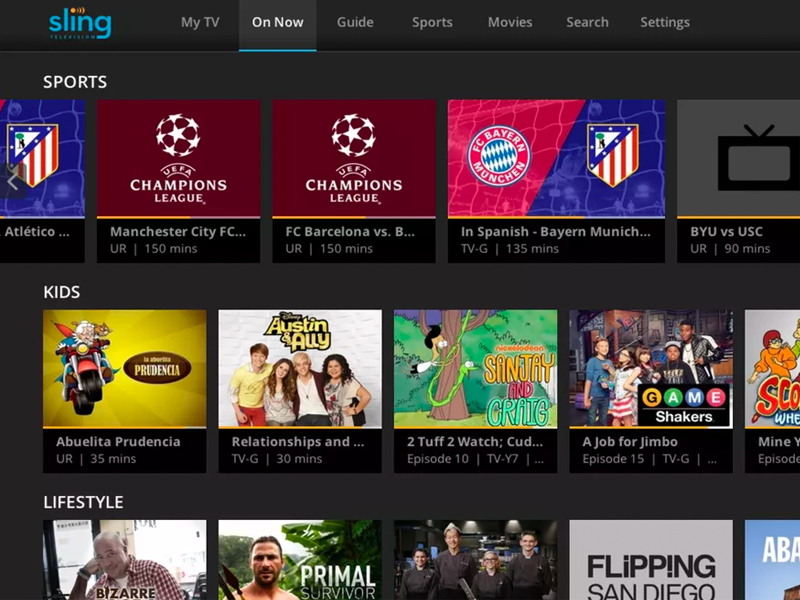 sling
TELEVISION
My TV
On Now
Guide
Sports
Movies
Search
Settings
SPORTS
UEFA
CHAMPIONS
LEAGUE
UEFA
CHAMPIONS
LEAGUE
FC BAYERN
MÜNCHEN
Atlético ...
Manchester City FC...
UR | 150 mins
FC Barcelona vs. B...
UR | 150 mins
In Spanish - Bayern Munich...
TV-G | 135 mins
BYU vs USC
UR | 90 mins
KIDS
la abuelita
PRUDENCIA
Disney
Austin
& Ally
nickelodeon
SANJAY
AND
CRAIG
GAME
Shakers
Abuelita Prudencia
UR | 35 mins
Relationships and ...
TV-G | 30 mins
2 Tuff 2 Watch; Cud...
Episode 10 | TV-Y7 | ...
A Job for Jimbo
Episode 15 | TV-G | ...
Mine Y
Episode
LIFESTYLE
BIZARRE
PRIMAL
SURVIVOR
FLiPPiNG
SAN DIEGO